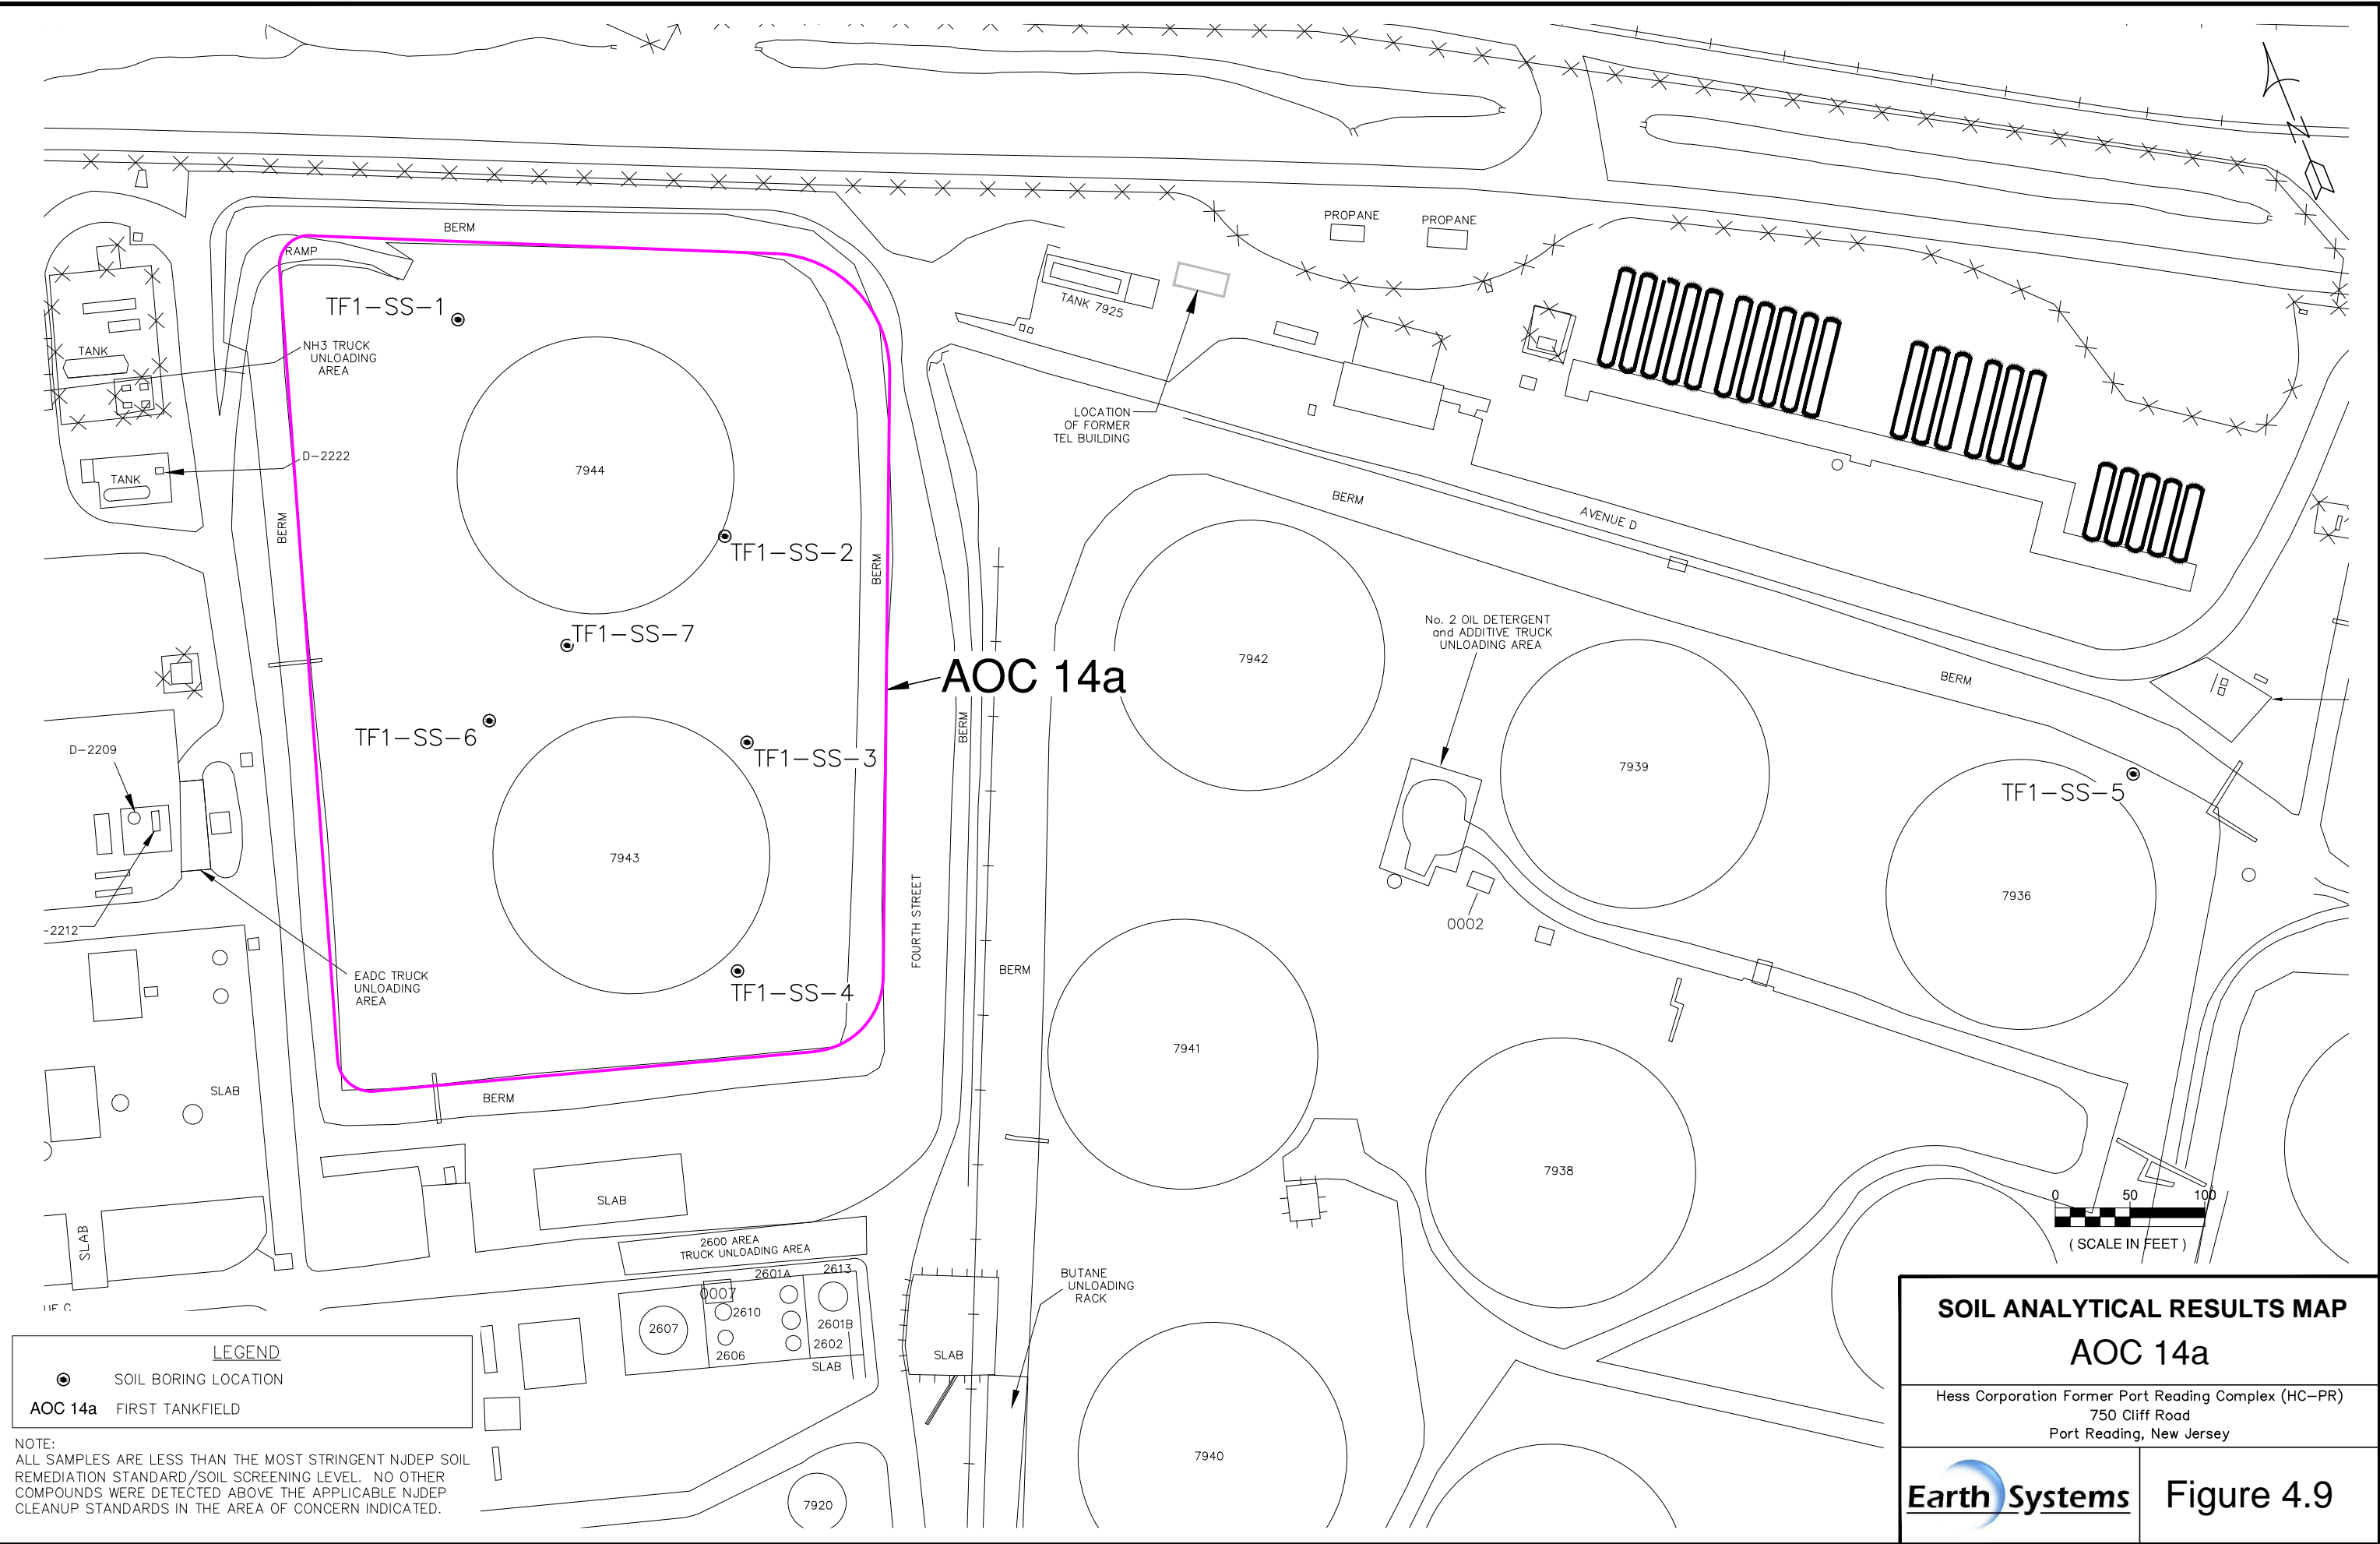 BERM
RAMP
TF1-SS-1
NH3 TRUCK
UNLOADING
AREA
TANK
D-2222
TANK
7944
BERM
TF1-SS-2
BERM
TF1-SS-7
AOC 14a
TF1-SS-6
TF1-SS-3
7943
TF1-SS-4
D-2209
-2212
EADC TRUCK
UNLOADING
AREA
BERM
FOURTH STREET
BERM
BERM
PROPANE
PROPANE
TANK 7925
LOCATION
OF FORMER
TEL BUILDING
BERM
AVENUE D
7942
No. 2 OIL DETERGENT
and ADDITIVE TRUCK
UNLOADING AREA
7939
BERM
TF1-SS-5
7936
0002
7941
7938
SLAB
SLAB
SLAB
2600 AREA
TRUCK UNLOADING AREA
2601A
2613
0007
2610
2607
2601B
2606
2602
SLAB
SLAB
BUTANE
UNLOADING
RACK
7940
7920
N
0 50 100
( SCALE IN FEET )
LEGEND
SOIL BORING LOCATION
AOC 14a FIRST TANKFIELD
NOTE:
ALL SAMPLES ARE LESS THAN THE MOST STRINGENT NJDEP SOIL
REMEDIATION STANDARD/SOIL SCREENING LEVEL. NO OTHER
COMPOUNDS WERE DETECTED ABOVE THE APPLICABLE NJDEP
CLEANUP STANDARDS IN THE AREA OF CONCERN INDICATED.
SOIL ANALYTICAL RESULTS MAP
AOC 14a
Hess Corporation Former Port Reading Complex (HC-PR)
750 Cliff Road
Port Reading, New Jersey
Earth Systems
Figure 4.9